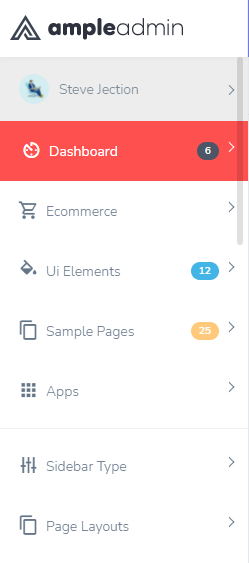 ampleadmin
Steve Jection
Dashboard 6
Ecommerce
Ui Elements 12
Sample Pages 25
Apps
Sidebar Type
Page Layouts